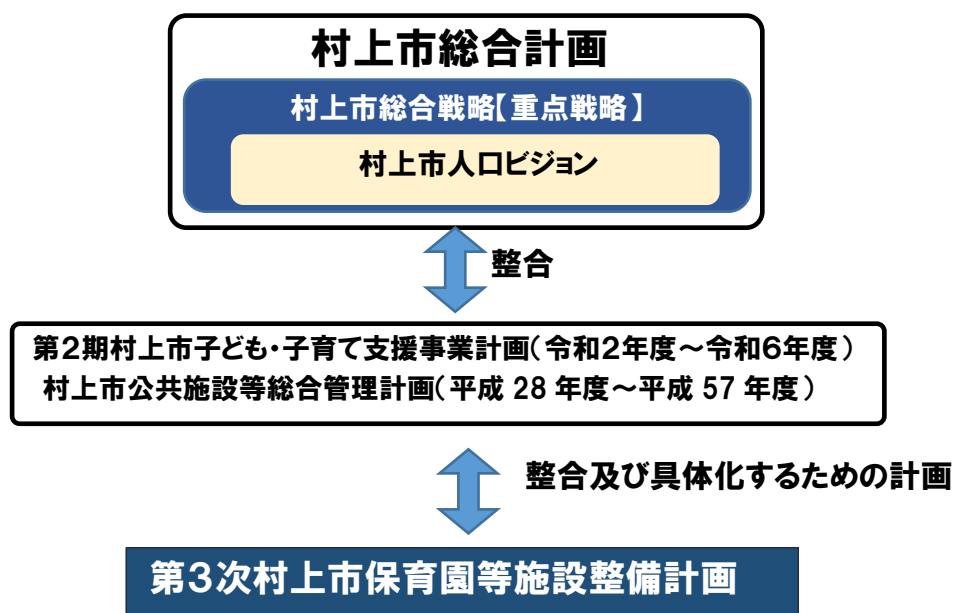 村上市総合計画
村上市総合戦略【重点戦略】
村上市人口ビジョン
整合
第2期村上市子ども・子育て支援事業計画(令和2年度～令和6年度)
村上市公共施設等総合管理計画(平成 28 年度～平成 57 年度)
整合及び具体化するための計画
第3次村上市保育園等施設整備計画